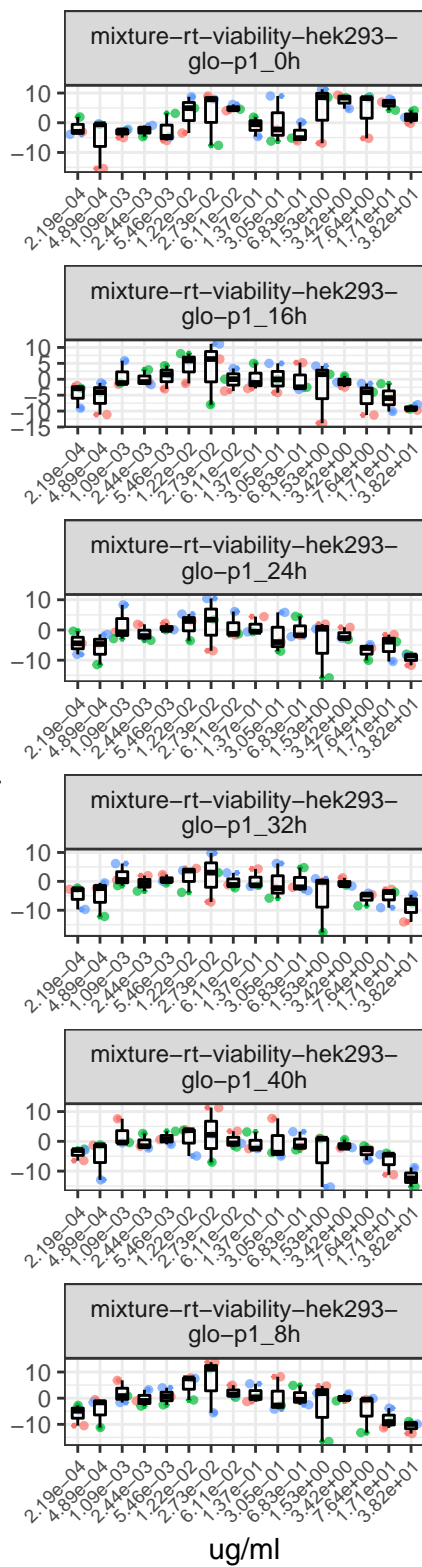 mixture−rt−viability−hek293−
glo−p1_0h
10
0
−10
2.19e−04
4.89e−04
1.09e−03
2.44e−03
5.46e−03
1.22e−02
2.73e−02
6.11e−02
1.37e−01
3.05e−01
6.83e−01
1.53e+00
3.42e+00
7.64e+00
1.71e+01
3.82e+01
mixture−rt−viability−hek293−
glo−p1_16h
10
5
0
−5
−10
−15
2.19e−04
4.89e−04
1.09e−03
2.44e−03
5.46e−03
1.22e−02
2.73e−02
6.11e−02
1.37e−01
3.05e−01
6.83e−01
1.53e+00
3.42e+00
7.64e+00
1.71e+01
3.82e+01
mixture−rt−viability−hek293−
glo−p1_24h
10
0
−10
2.19e−04
4.89e−04
1.09e−03
2.44e−03
5.46e−03
1.22e−02
2.73e−02
6.11e−02
1.37e−01
3.05e−01
6.83e−01
1.53e+00
3.42e+00
7.64e+00
1.71e+01
3.82e+01
mixture−rt−viability−hek293−
glo−p1_32h
10
0
−10
2.19e−04
4.89e−04
1.09e−03
2.44e−03
5.46e−03
1.22e−02
2.73e−02
6.11e−02
1.37e−01
3.05e−01
6.83e−01
1.53e+00
3.42e+00
7.64e+00
1.71e+01
3.82e+01
mixture−rt−viability−hek293−
glo−p1_40h
10
0
−10
2.19e−04
4.89e−04
1.09e−03
2.44e−03
5.46e−03
1.22e−02
2.73e−02
6.11e−02
1.37e−01
3.05e−01
6.83e−01
1.53e+00
3.42e+00
7.64e+00
1.71e+01
3.82e+01
mixture−rt−viability−hek293−
glo−p1_8h
10
0
−10
2.19e−04
4.89e−04
1.09e−03
2.44e−03
5.46e−03
1.22e−02
2.73e−02
6.11e−02
1.37e−01
3.05e−01
6.83e−01
1.53e+00
3.42e+00
7.64e+00
1.71e+01
3.82e+01
ug/ml